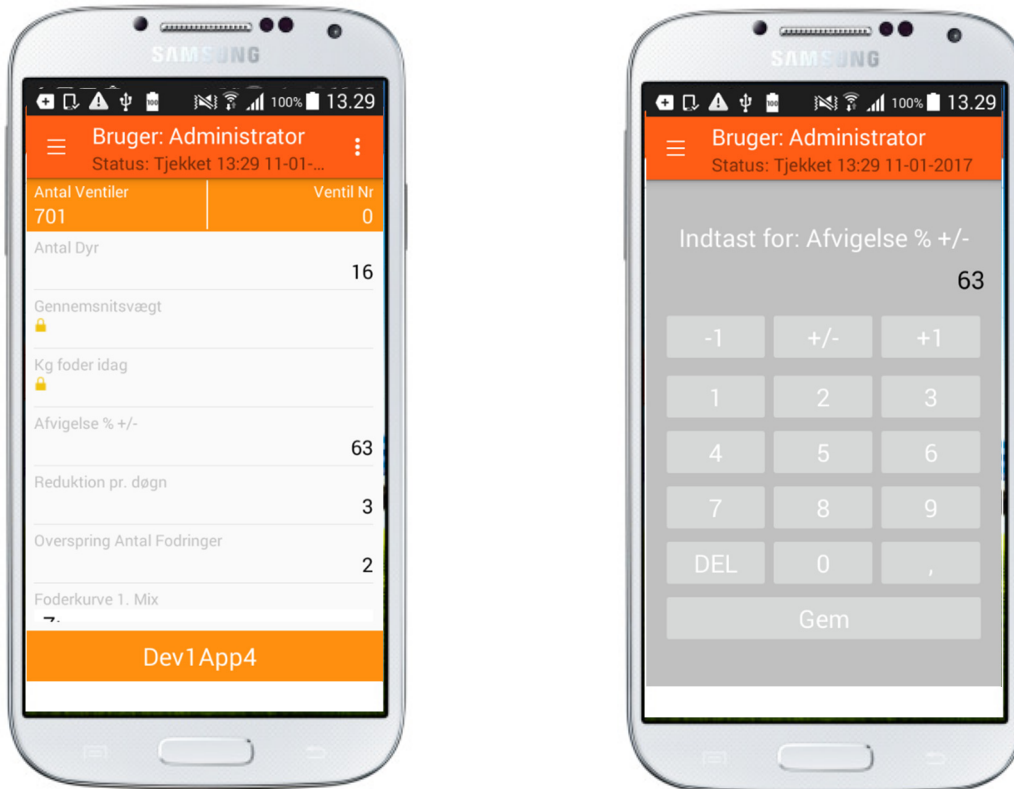 SAMSUNG
100% 13.29
Bruger: Administrator
Status: Tjekket 13:29 11-01-...
Antal Ventiler Ventil Nr
701 0
Antal Dyr
16
Gennemsnitsvægt
Kg foder idag
Afvigelse % +/-
63
Reduktion pr. døgn
3
Overspring Antal Fodringer
2
Foderkurve 1. Mix
Dev1App4
SAMSUNG
100% 13.29
Bruger: Administrator
Status: Tjekket 13:29 11-01-2017
Indtast for: Afvigelse % +/-
63
-1 +/- +1
1 2 3
4 5 6
7 8 9
DEL 0 ,
Gem